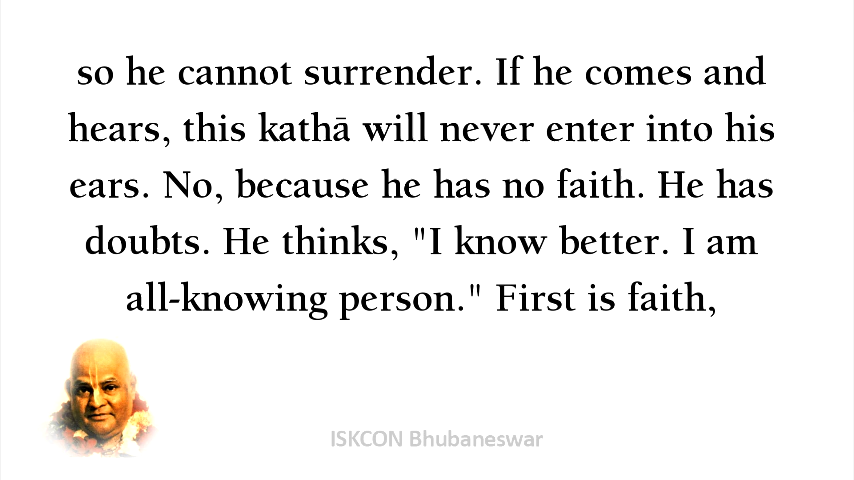 so he cannot surrender. If he comes and
hears, this kathā will never enter into his
ears. No, because he has no faith. He has
doubts. He thinks, "I know better. I am
all-knowing person." First is faith,
ISKCON Bhubaneswar